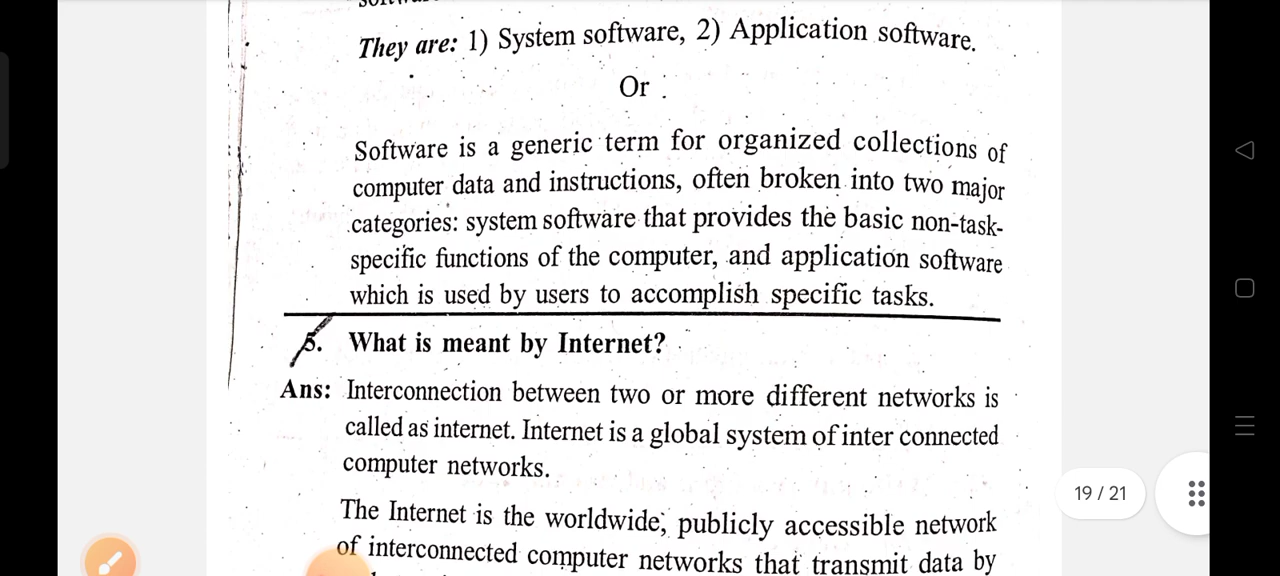 They are: 1) System software, 2) Application software.
Or
Software is a generic term for organized collections of
computer data and instructions, often broken into two major
categories: system software that provides the basic non-task-
specific functions of the computer, and application software
which is used by users to accomplish specific tasks.
5. What is meant by Internet?
Ans: Interconnection between two or more different networks is
called as internet. Internet is a global system of inter connected
computer networks.
The Internet is the worldwide, publicly accessible network
of interconnected computer networks that transmit data by
19 / 21